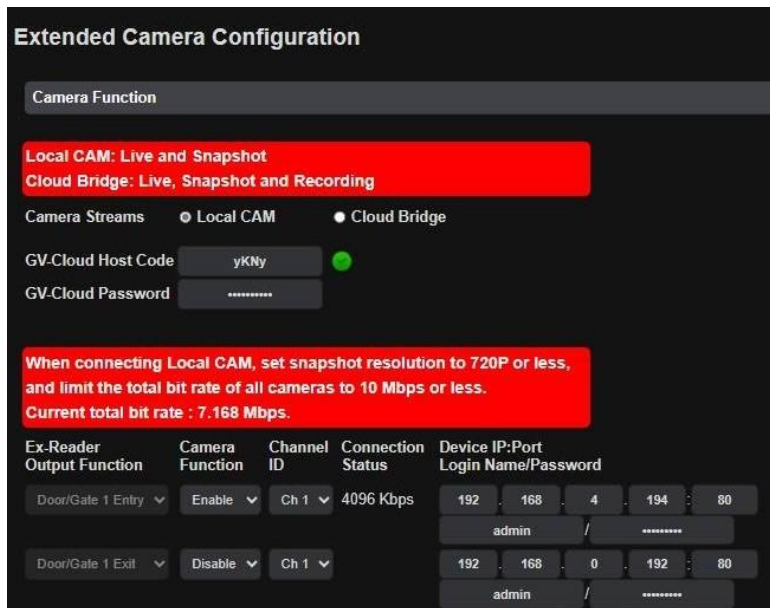 Extended Camera Configuration
Camera Function
Local CAM: Live and Snapshot
Cloud Bridge: Live, Snapshot and Recording
Camera Streams Local CAM Cloud Bridge
GV-Cloud Host Code yKNy
GV-Cloud Password ••••••••••
When connecting Local CAM, set snapshot resolution to 720P or less,
and limit the total bit rate of all cameras to 10 Mbps or less.
Current total bit rate : 7.168 Mbps.
Ex-Reader Camera Channel Connection Device IP:Port
Output Function Function ID Status Login Name/Password
Door/Gate 1 Entry Enable Ch 1 4096 Kbps 192 . 168 . 4 . 194 : 80
admin / •••••••••
Door/Gate 1 Exit Disable Ch 1 192 . 168 . 0 . 192 : 80
admin / •••••••••